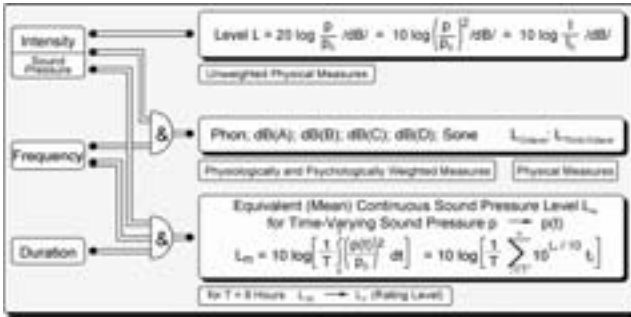 Intensity
Sound
Pressure
Level L = 20 log p/p₀ /dB/ = 10 log(p/p₀)² /dB/ = 10 log I/I₀ /dB/
Unweighted Physical Measures
&
Frequency
Phon; dB(A); dB(B); dB(C); dB(D); Sone
Physiologically and Psychologically Weighted Measures
Physical Measures
Equivalent (Mean) Continuous Sound Pressure Level
for Time-Varying Sound Pressure p → p(t)
&
Duration
for T = 8 Hours
(Rating Level)